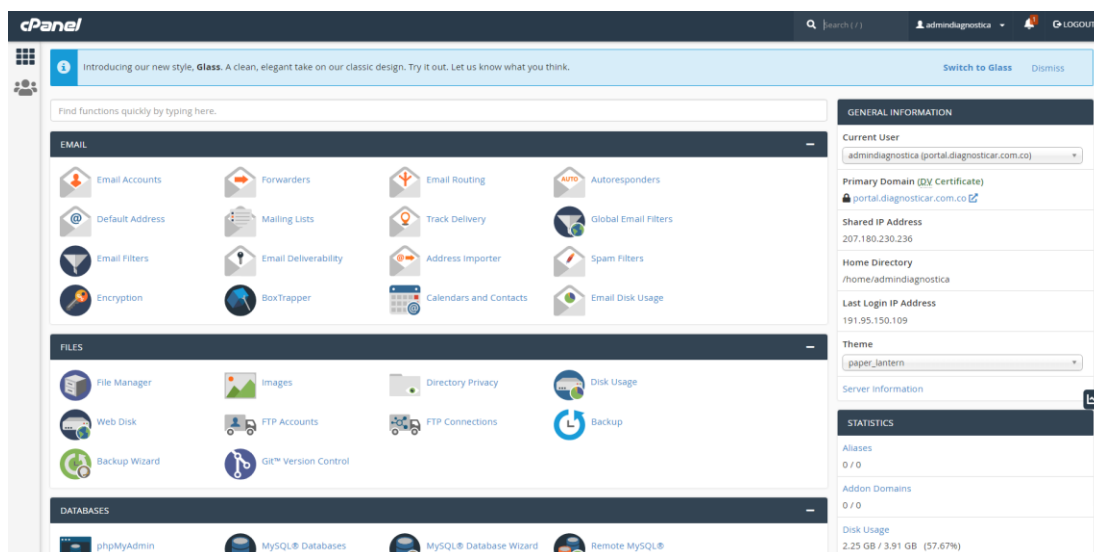 cPanel
Search ( / )
admindiagnostica
LOGOUT
Introducing our new style, Glass. A clean, elegant take on our classic design. Try it out. Let us know what you think.
Switch to Glass
Dismiss
Find functions quickly by typing here.
EMAIL
Email Accounts
Forwarders
Email Routing
AUTO
Autoresponders
Default Address
Mailing Lists
Track Delivery
Global Email Filters
Email Filters
Email Deliverability
Address Importer
Spam Filters
Encryption
BoxTrapper
Calendars and Contacts
Email Disk Usage
FILES
File Manager
Images
Directory Privacy
Disk Usage
Web Disk
FTP Accounts
FTP Connections
Backup
Backup Wizard
Git™ Version Control
DATABASES
phpMyAdmin
MySQL® Databases
MySQL® Database Wizard
Remote MySQL®
GENERAL INFORMATION
Current User
admindiagnostica (portal.diagnosticar.com.co)
Primary Domain (DV Certificate)
portal.diagnosticar.com.co
Shared IP Address
207.180.230.236
Home Directory
/home/admindiagnostica
Last Login IP Address
191.95.150.109
Theme
paper_lantern
Server Information
STATISTICS
Aliases
0 / 0
Addon Domains
0 / 0
Disk Usage
2.25 GB / 3.91 GB (57.67%)